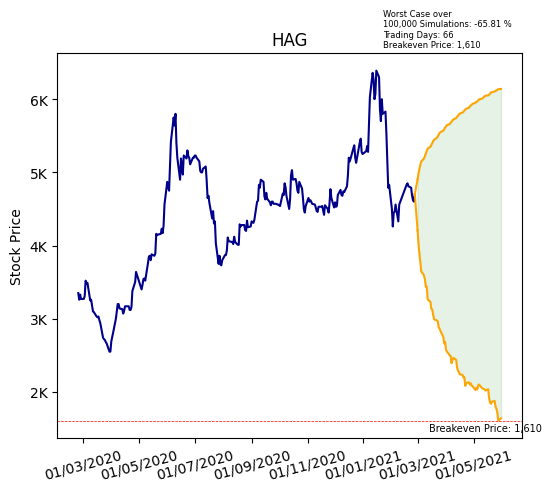 Worst Case over
100,000 Simulations: -65.81 %
Trading Days: 66
Breakeven Price: 1,610
HAG
Stock Price
6K
5K
4K
3K
2K
Breakeven Price: 1,610
01/03/2020 01/05/2020 01/07/2020 01/09/2020 01/11/2020 01/01/2021 01/03/2021 01/05/2021